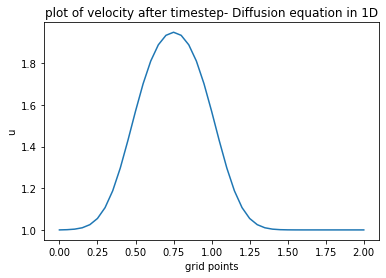 plot of velocity after timestep- Diffusion equation in 1D
u
1.8
1.6
1.4
1.2
1.0
0.00 0.25 0.50 0.75 1.00 1.25 1.50 1.75 2.00
grid points